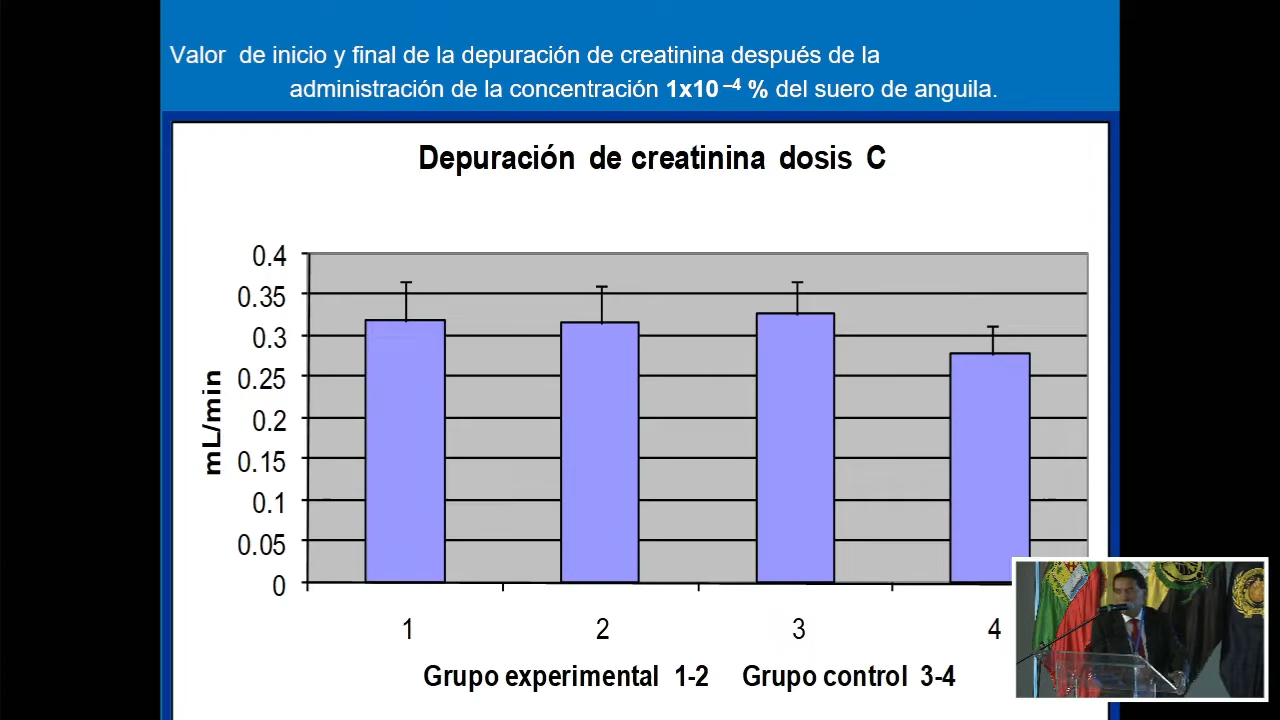 Valor de inicio y final de la depuración de creatinina después de la
administración de la concentración 1x10 ⁻⁴ % del suero de anguila.
Depuración de creatinina dosis C
0.4
0.35
0.3
0.25
0.2
0.15
0.1
0.05
0
mL/min
1 2 3 4
Grupo experimental 1-2 Grupo control 3-4